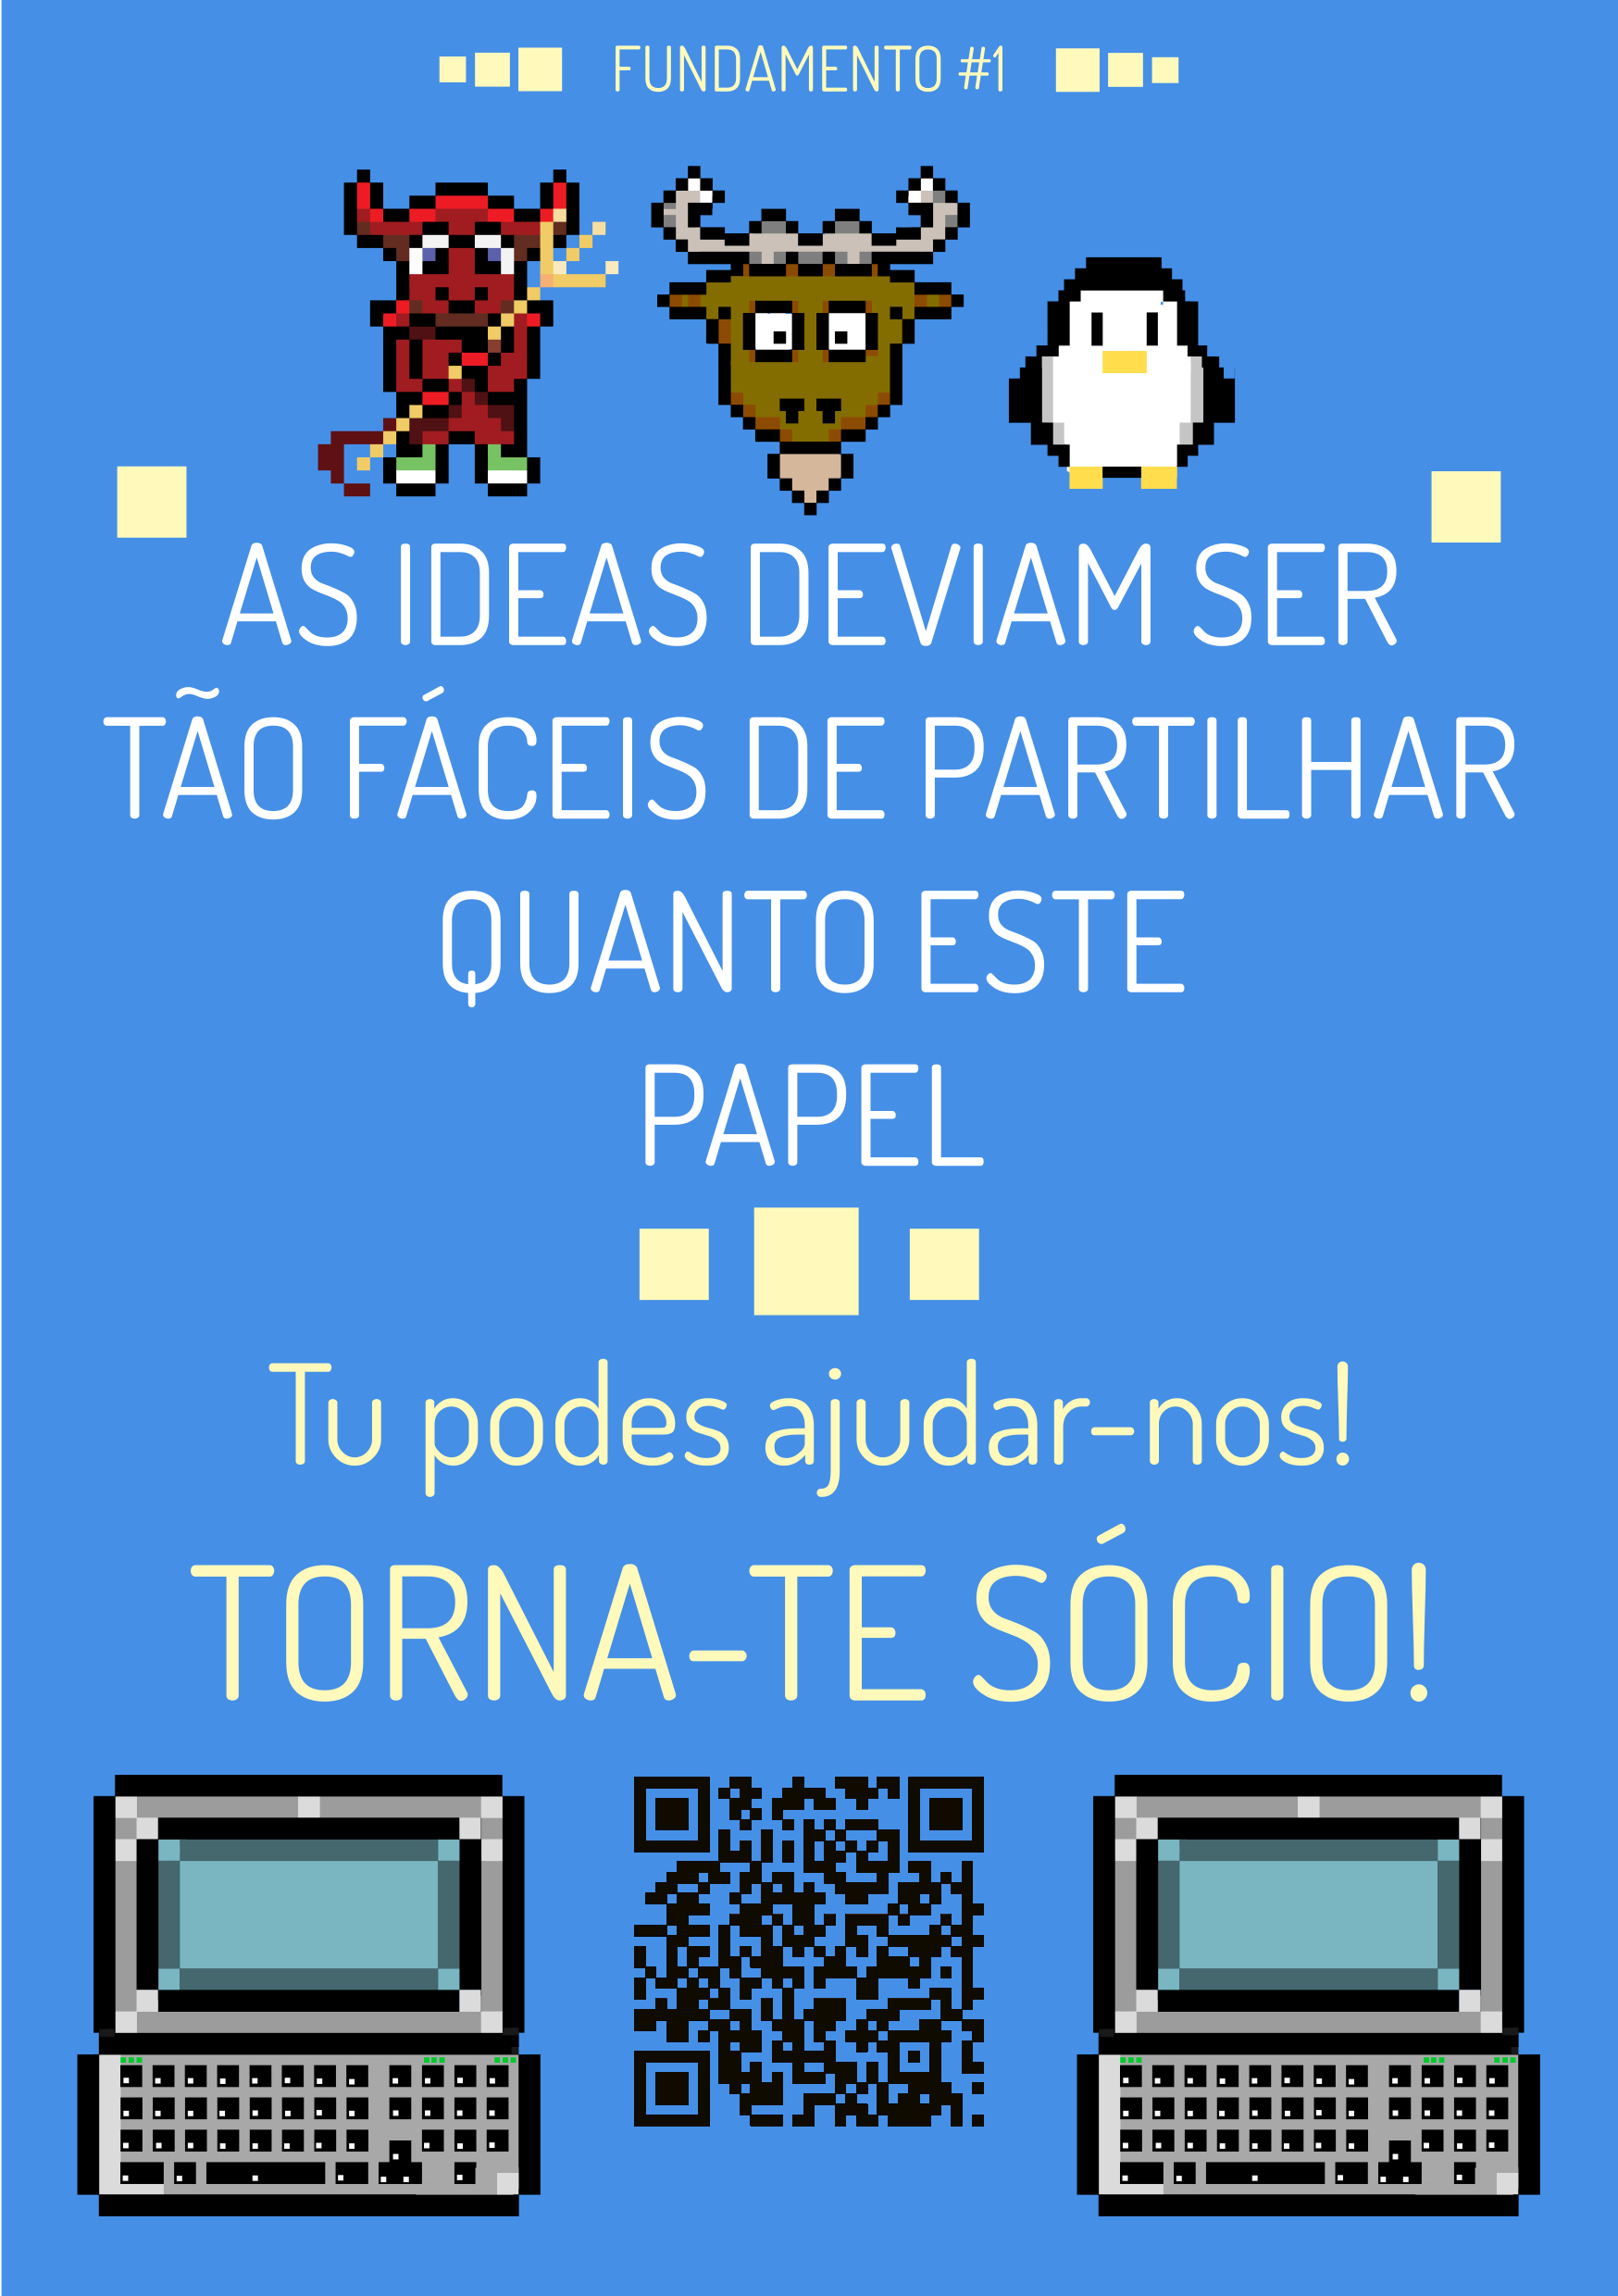 FUNDAMENTO #1
AS IDEAS DEVIAM SER
TÃO FÁCEIS DE PARTILHAR
QUANTO ESTE
PAPEL
Tu podes ajudar-nos!
TORNA-TE SÓCIO!